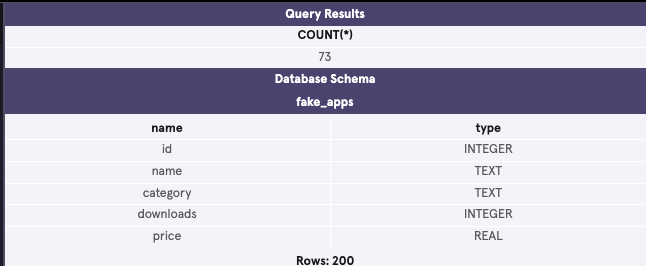 Query Results
COUNT(*)
73
Database Schema
fake_apps
name type
id INTEGER
name TEXT
category TEXT
downloads INTEGER
price REAL
Rows: 200